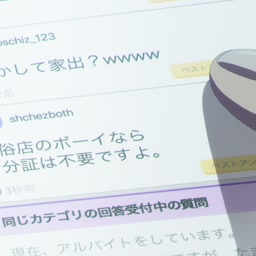 oschiz_123
かして家出？wwww
ベスト
前
shchezboth
俗店のボーイなら
分証は不要ですよ。
ベストアン
3秒前
同じカテゴリの回答受付中の質問
現在、アルバイトをしています。